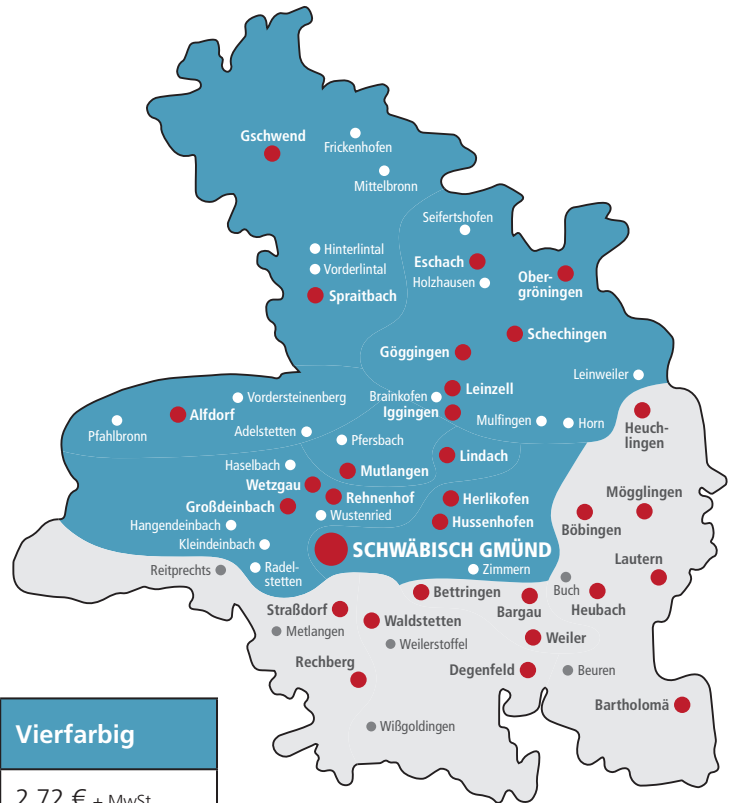 Gschwend
Frickenhofen
Mittelbronn
Seifertshofen
Hinterlintal
Vorderlintal
Eschach
Holzhausen
Ober-
gröningen
Spraitbach
Schechingen
Göggingen
Leinweiler
Leinzell
Vordersteinenberg
Brainkofen
Iggingen
Alfdorf
Pfahlbronn
Adelstetten
Mulfingen
Horn
Heuch-
lingen
Pfersbach
Lindach
Haselbach
Mutlangen
Wetzgau
Rehnenhof
Herlikofen
Mögglingen
Großdeinbach
Wustenried
Hangendeinbach
Hussenhofen
Böbingen
Kleindeinbach
SCHWÄBISCH GMÜND
Lautern
Reitprechts
Radel-
stetten
Zimmern
Buch
Bettringen
Bargau
Heubach
Straßdorf
Waldstetten
Metlangen
Weilerstoffel
Weiler
Rechberg
Degenfeld
Beuren
Bartholomä
Wißgoldingen
Vierfarbig
2,72 € + MwSt